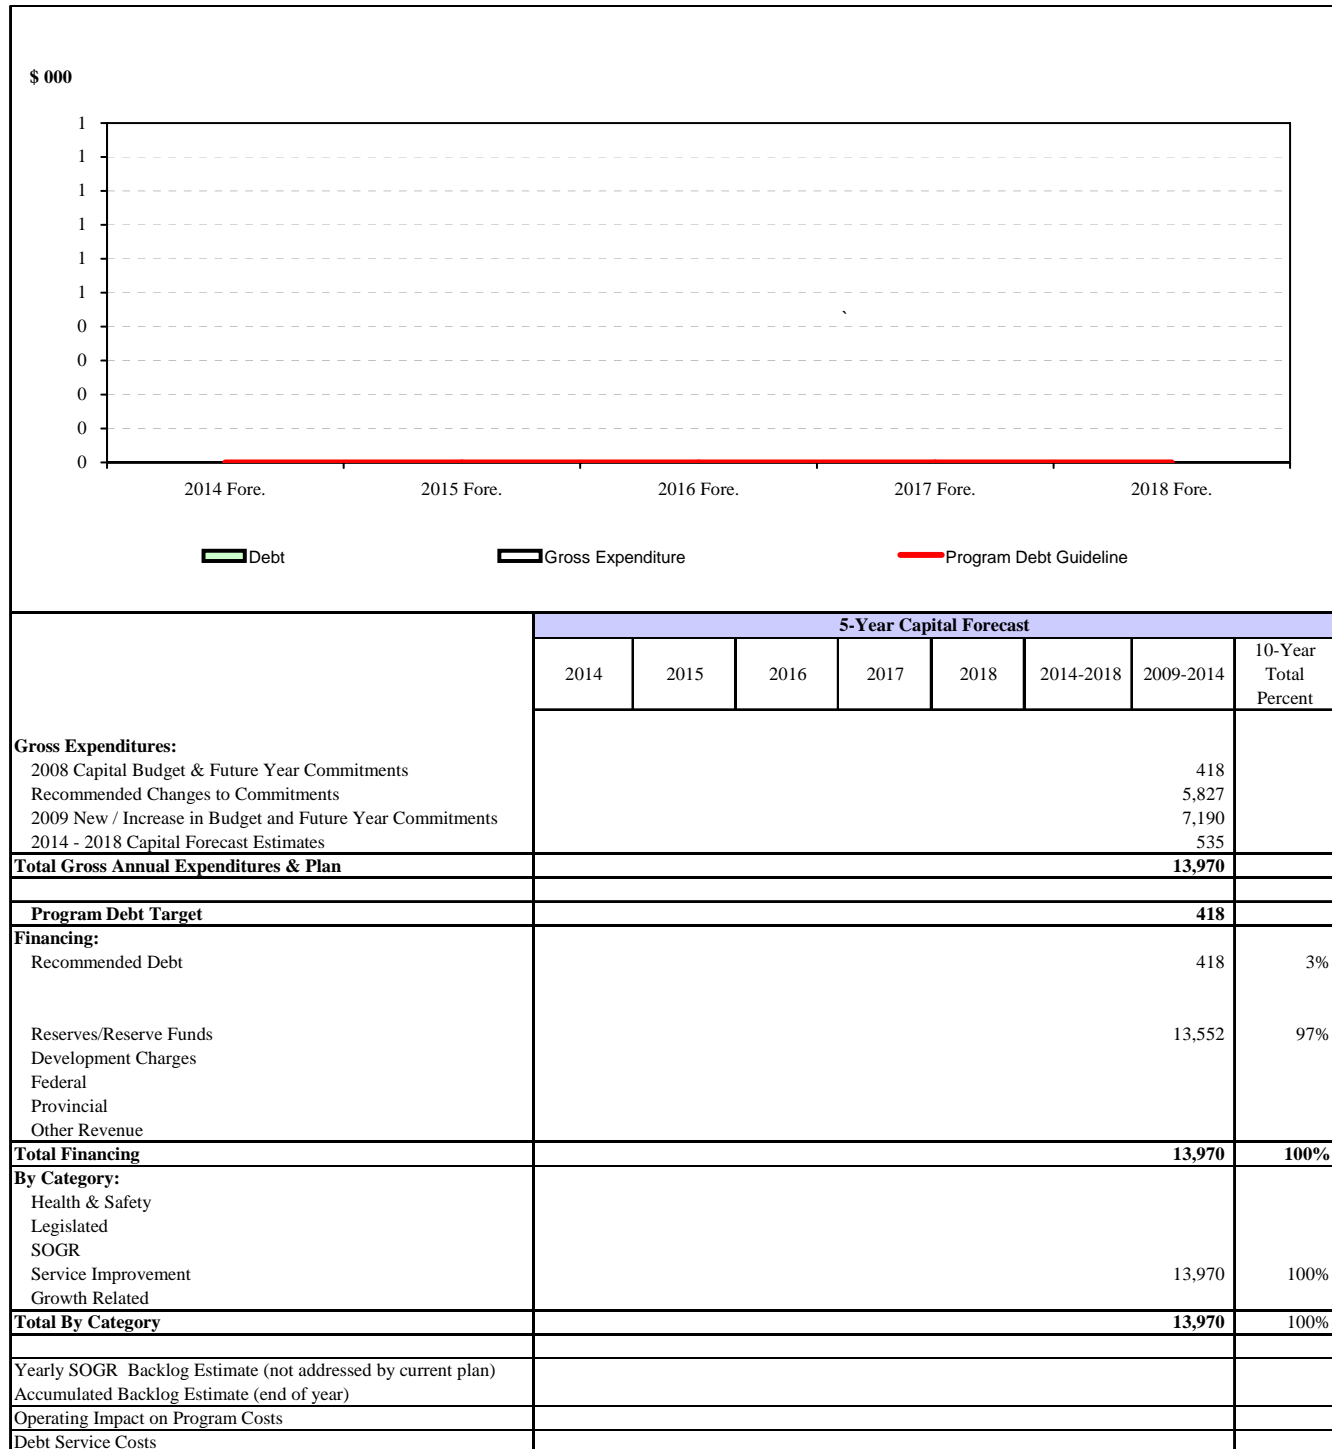 $ 000
1
1
1
1
1
1
0
0
0
0
0
`
2014 Fore. 2015 Fore. 2016 Fore. 2017 Fore. 2018 Fore.
Debt Gross Expenditure Program Debt Guideline
5-Year Capital Forecast
2014 2015 2016 2017 2018 2014-2018 2009-2014 10-Year Total Percent
Gross Expenditures:
2008 Capital Budget & Future Year Commitments 418
Recommended Changes to Commitments 5,827
2009 New / Increase in Budget and Future Year Commitments 7,190
2014 - 2018 Capital Forecast Estimates 535
Total Gross Annual Expenditures & Plan 13,970
Program Debt Target 418
Financing:
Recommended Debt 418 3%
Reserves/Reserve Funds 13,552 97%
Development Charges
Federal
Provincial
Other Revenue
Total Financing 13,970 100%
By Category:
Health & Safety
Legislated
SOGR
Service Improvement 13,970 100%
Growth Related
Total By Category 13,970 100%
Yearly SOGR Backlog Estimate (not addressed by current plan)
Accumulated Backlog Estimate (end of year)
Operating Impact on Program Costs
Debt Service Costs